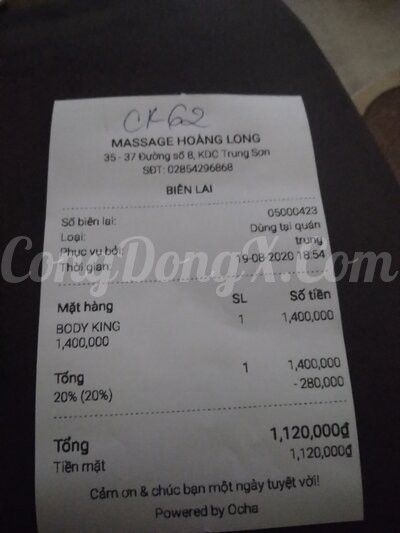 CK62
MASSAGE HOÀNG LONG
35 - 37 Đường số 8, KDC Trung Sơn
SĐT: 02854296868
BIÊN LAI
Số biên lai: 05000423
Loại: Dùng tại quán
Phục vụ bởi: trung
Thời gian: 19-08-2020 18:54
CongDongX.Com
Mặt hàng SL Số tiền
BODY KING 1 1,400,000
1,400,000
Tổng 1 1,400,000
20% (20%) - 280,000
Tổng 1,120,000₫
Tiền mặt 1,120,000₫
Cảm ơn & chúc bạn một ngày tuyệt vời!
Powered by Ocha